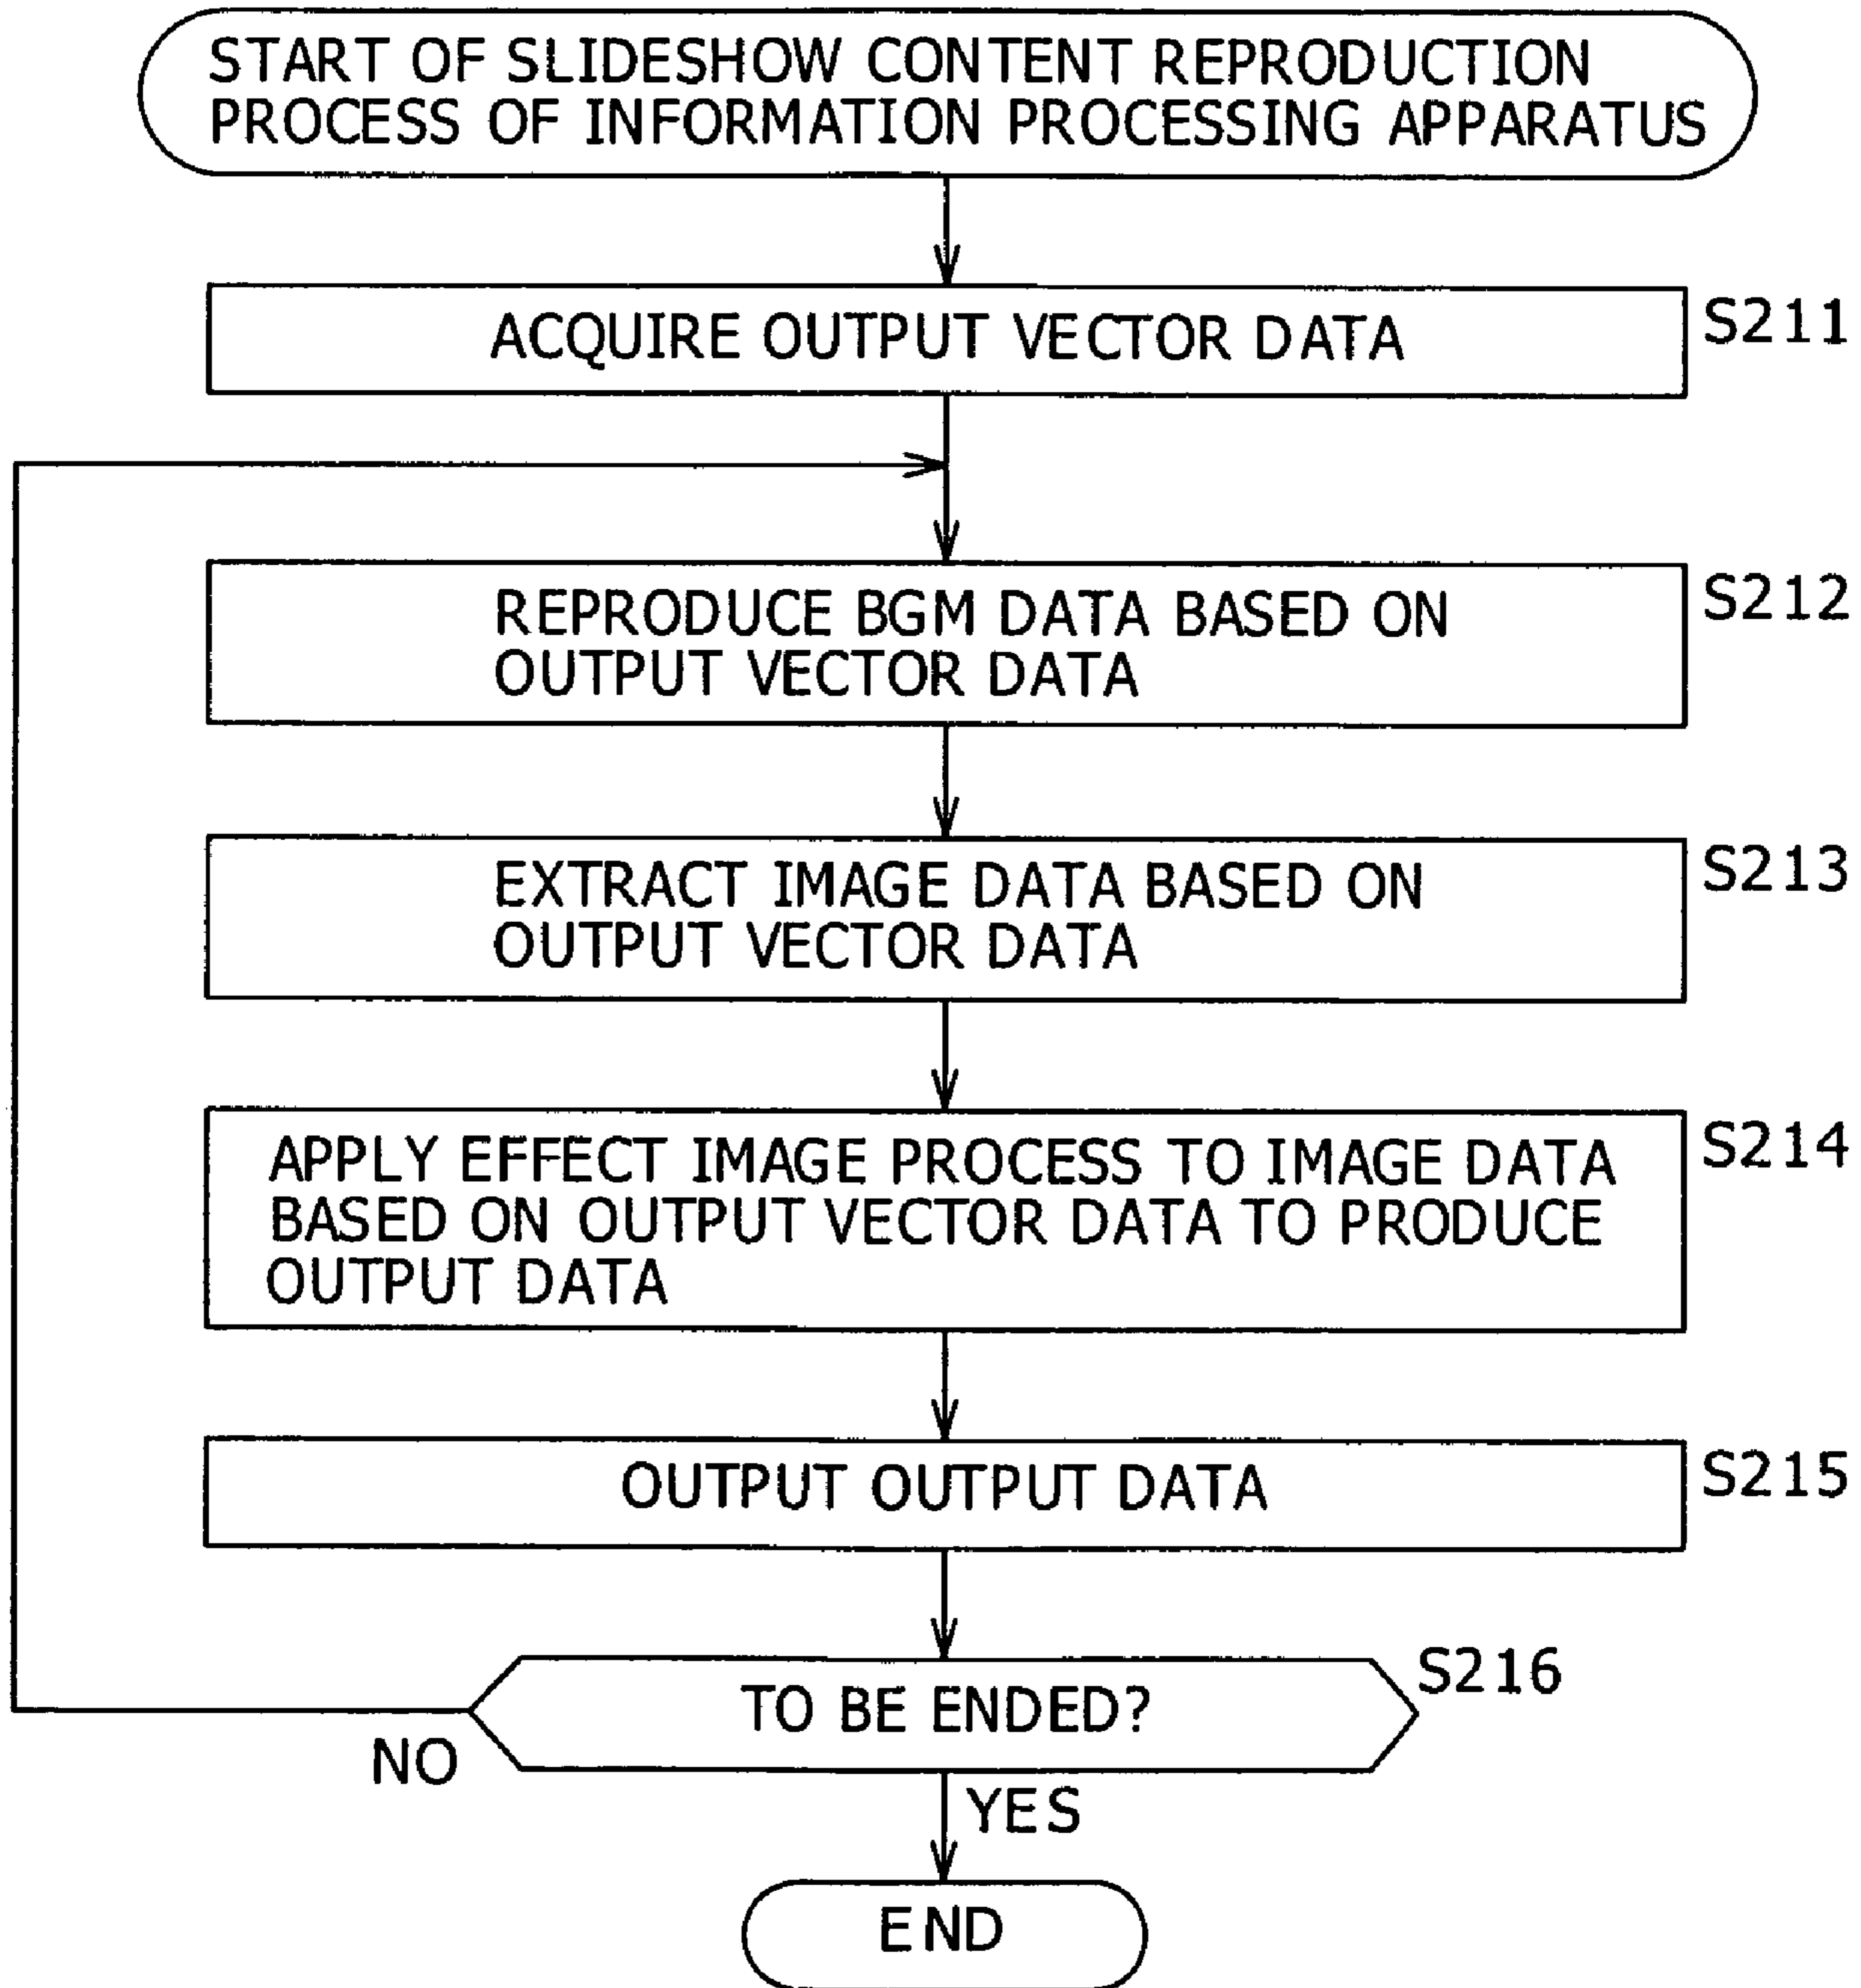 START OF SLIDESHOW CONTENT REPRODUCTION
PROCESS OF INFORMATION PROCESSING APPARATUS
ACQUIRE OUTPUT VECTOR DATA
S211
REPRODUCE BGM DATA BASED ON
OUTPUT VECTOR DATA
S212
EXTRACT IMAGE DATA BASED ON
OUTPUT VECTOR DATA
S213
APPLY EFFECT IMAGE PROCESS TO IMAGE DATA
BASED ON OUTPUT VECTOR DATA TO PRODUCE
OUTPUT DATA
S214
OUTPUT OUTPUT DATA
S215
TO BE ENDED?
S216
NO
YES
END